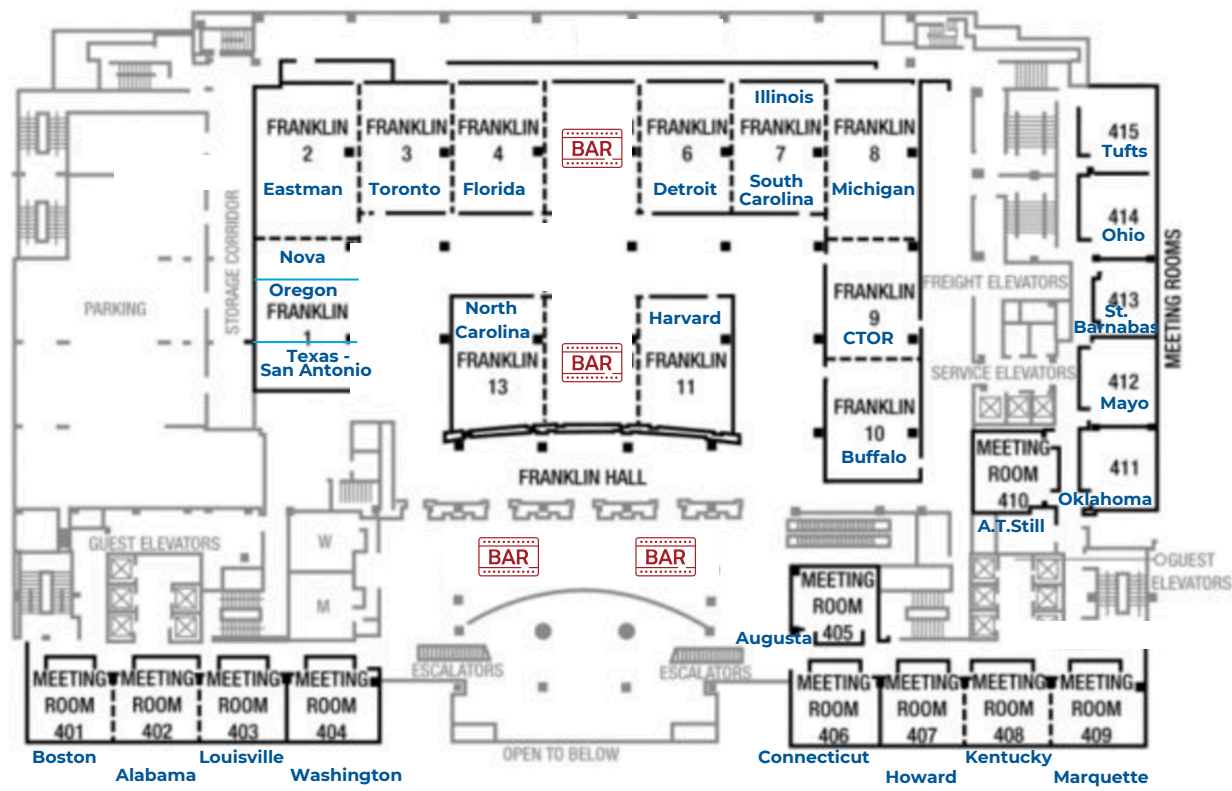 Illinois
FRANKLIN
2
Eastman
FRANKLIN
3
Toronto
FRANKLIN
4
Florida
BAR
FRANKLIN
6
Detroit
FRANKLIN
7
South
Carolina
FRANKLIN
8
Michigan
415
Tufts
414
Ohio
STORAGE CORRIDOR
PARKING
Nova
Oregon
FRANKLIN
1
Texas -
San Antonio
North
Carolina
FRANKLIN
13
BAR
Harvard
FRANKLIN
11
FRANKLIN
9
CTOR
FREIGHT ELEVATORS
413
St.
Barnabas
MEETING ROOMS
SERVICE ELEVATORS
412
Mayo
FRANKLIN
10
Buffalo
MEETING
ROOM
410
A.T.Still
411
Oklahoma
FRANKLIN HALL
GUEST ELEVATORS
W
M
BAR
BAR
GUEST
ELEVATORS
MEETING
ROOM
405
Augusta
ESCALATORS
ESCALATORS
MEETING
ROOM
401
Boston
MEETING
ROOM
402
Alabama
MEETING
ROOM
403
Louisville
MEETING
ROOM
404
Washington
OPEN TO BELOW
MEETING
ROOM
406
Connecticut
MEETING
ROOM
407
Howard
MEETING
ROOM
408
Kentucky
MEETING
ROOM
409
Marquette